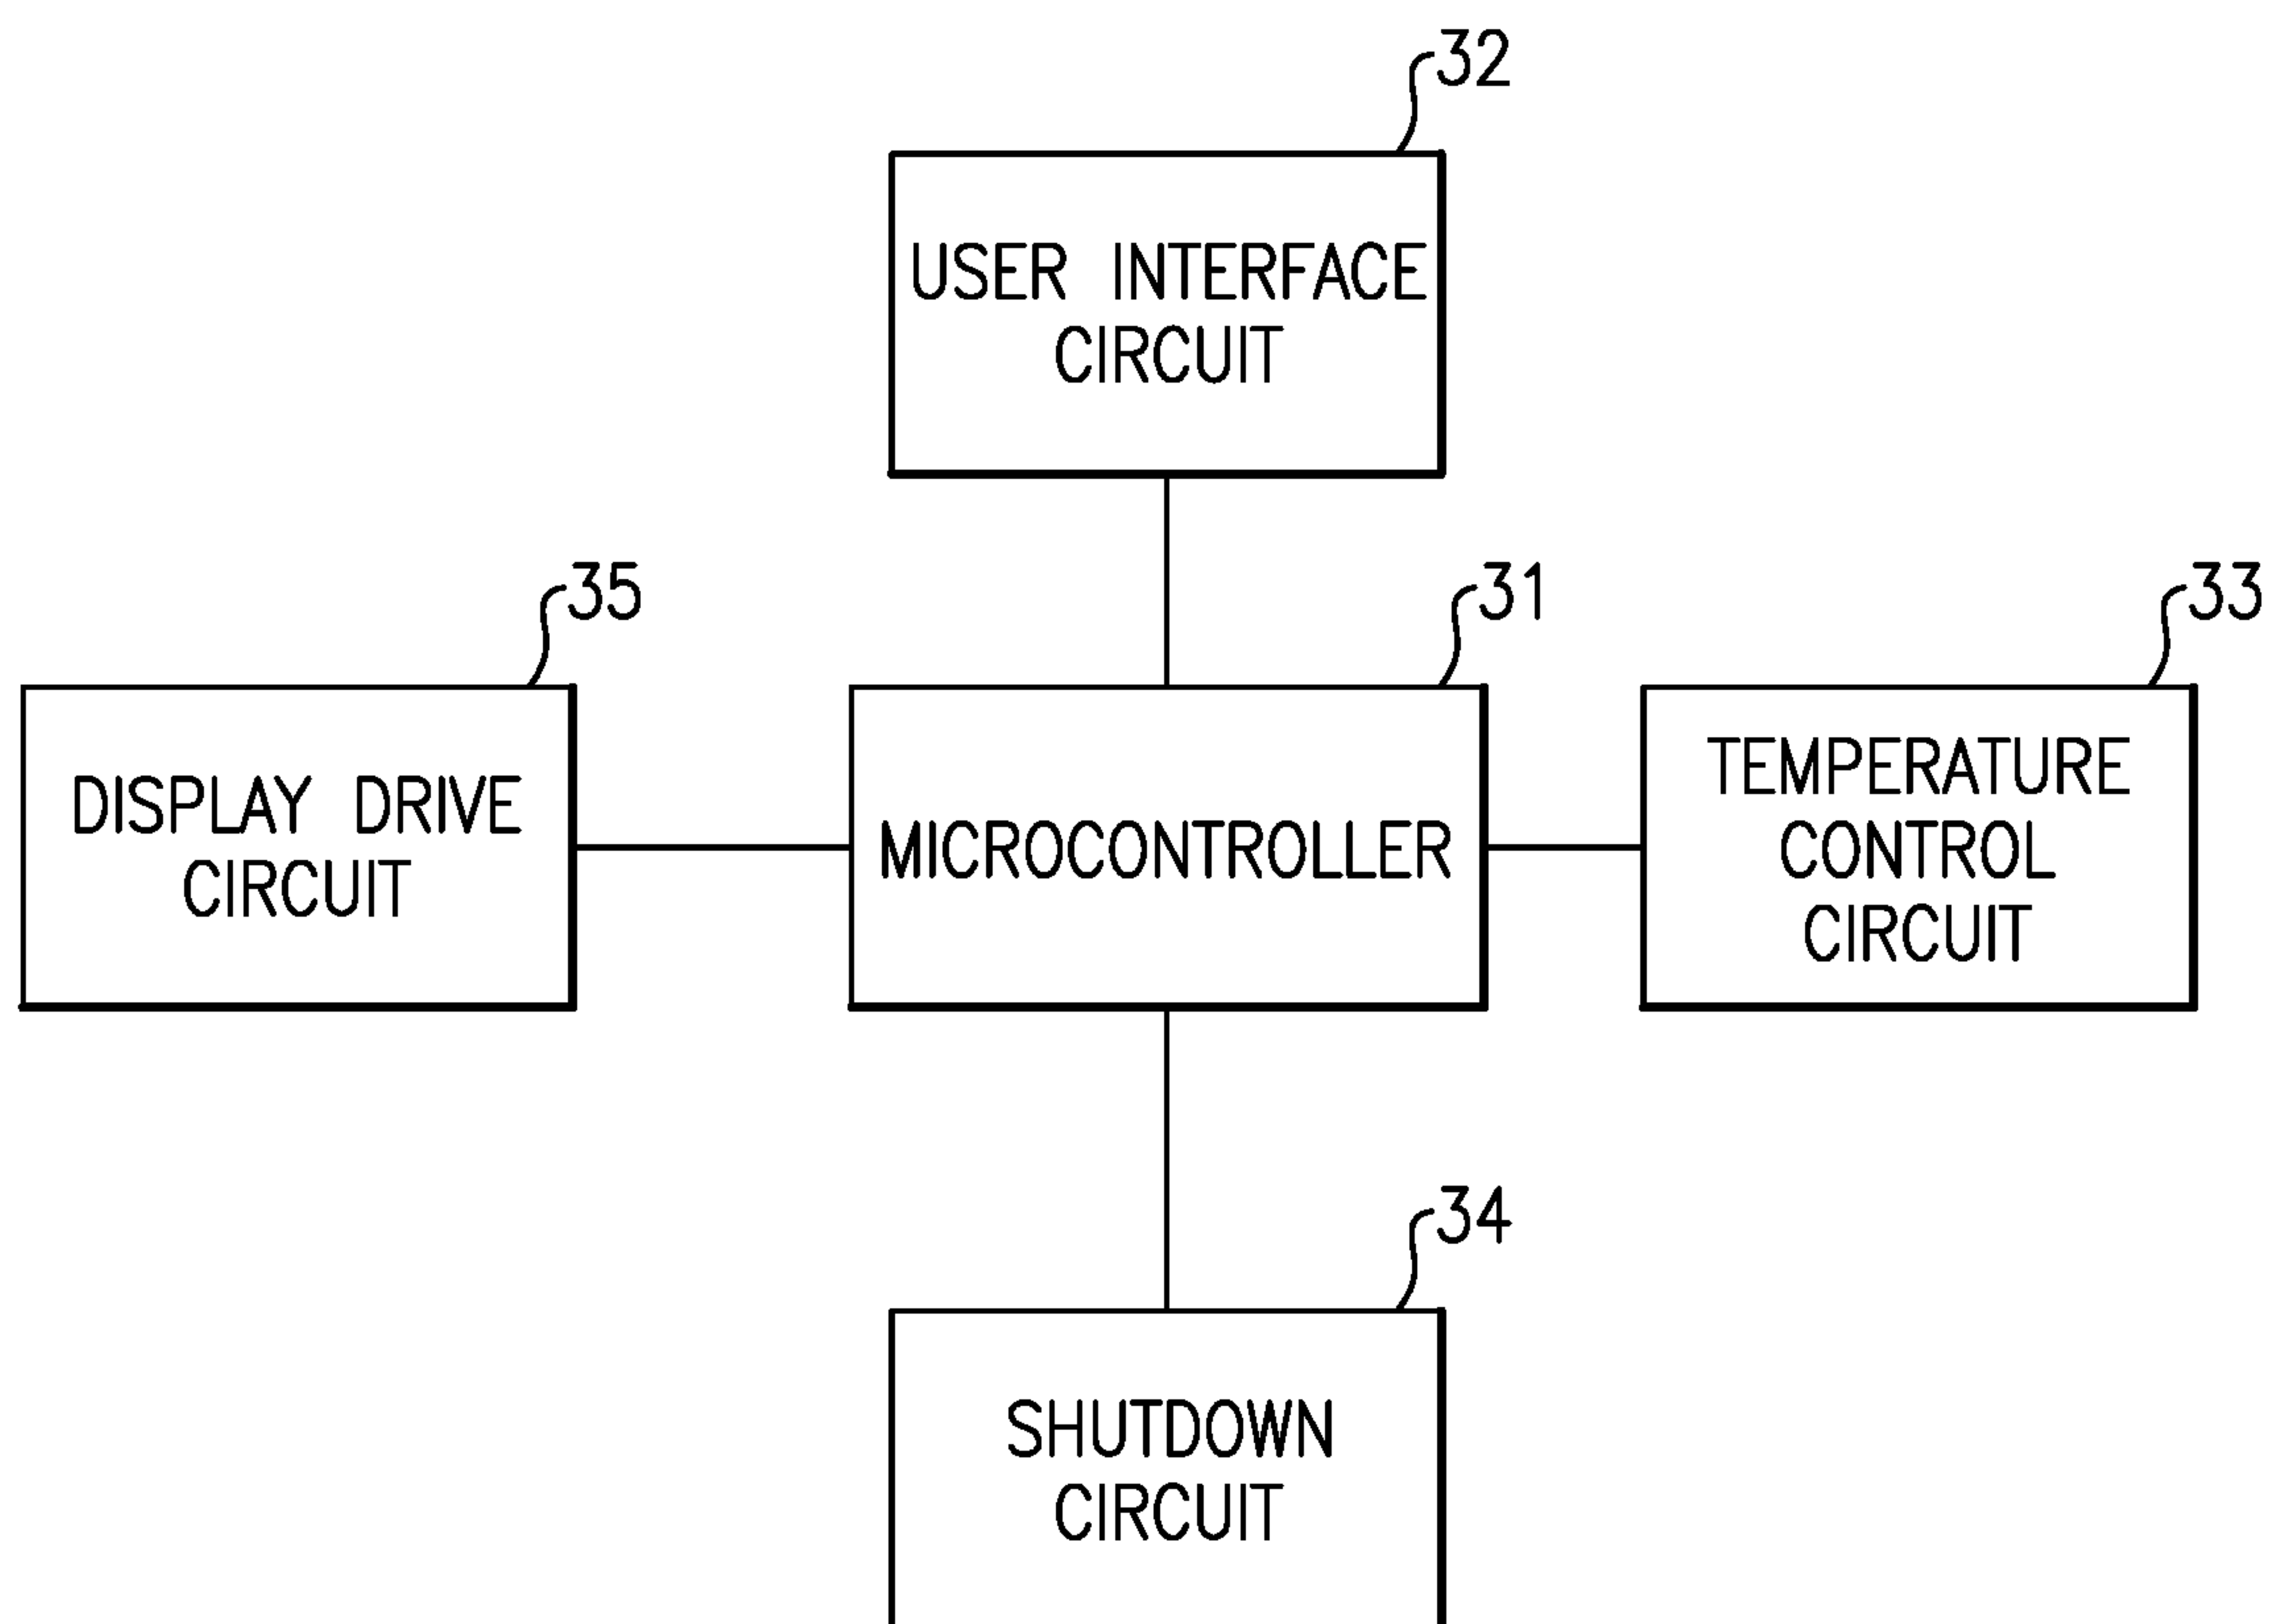 32
USER INTERFACE
CIRCUIT
35
31
33
DISPLAY DRIVE
CIRCUIT
MICROCONTROLLER
TEMPERATURE
CONTROL
CIRCUIT
34
SHUTDOWN
CIRCUIT